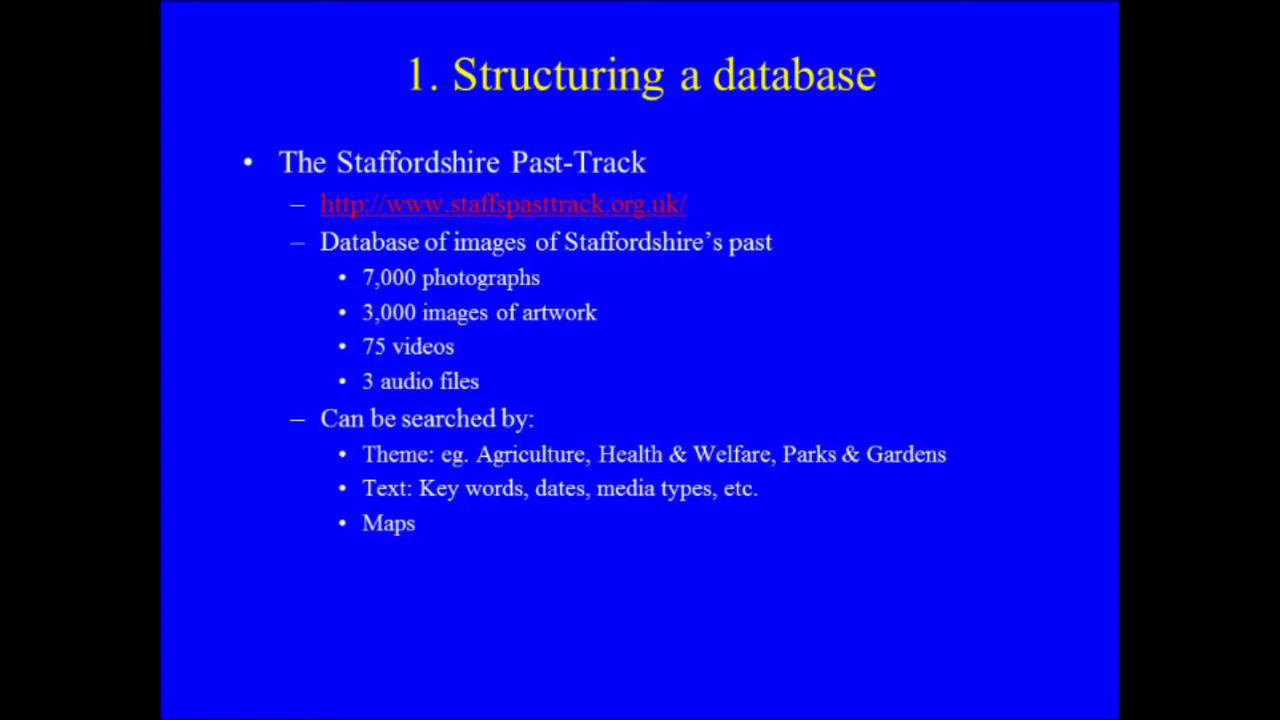 1. Structuring a database
• The Staffordshire Past-Track
– http://www.staffspasttrack.org.uk/
– Database of images of Staffordshire’s past
• 7,000 photographs
• 3,000 images of artwork
• 75 videos
• 3 audio files
– Can be searched by:
• Theme: eg. Agriculture, Health & Welfare, Parks & Gardens
• Text: Key words, dates, media types, etc.
• Maps